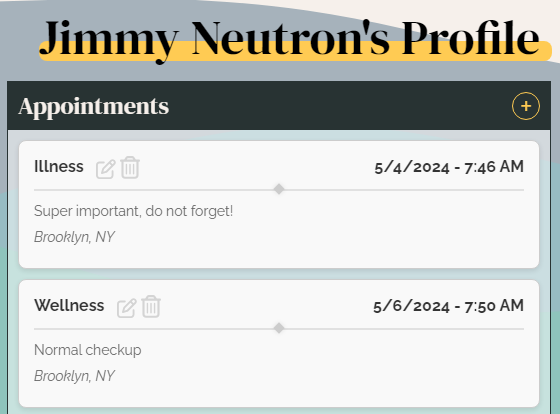 Jimmy Neutron's Profile
Appointments
Illness 5/4/2024 - 7:46 AM
Super important, do not forget!
Brooklyn, NY
Wellness 5/6/2024 - 7:50 AM
Normal checkup
Brooklyn, NY